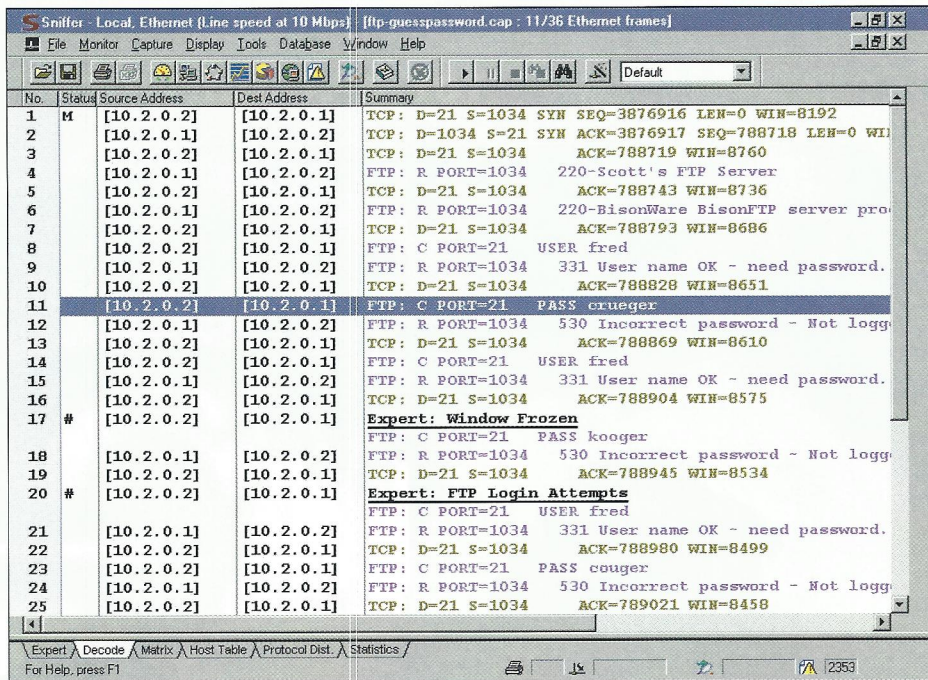 Sniffer - Local, Ethernet (Line speed at 10 Mbps) - [ftp-guesspassword.cap : 11/36 Ethernet frames]
File Monitor Capture Display Tools Database Window Help
Default
No. Status Source Address Dest Address Summary
1 M [10.2.0.2] [10.2.0.1] TCP: D=21 S=1034 SYN SEQ=3876916 LEN=0 WIN=8192
2 [10.2.0.1] [10.2.0.2] TCP: D=1034 S=21 SYN ACK=3876917 SEQ=788718 LEN=0 WI
3 [10.2.0.2] [10.2.0.1] TCP: D=21 S=1034 ACK=788719 WIN=8760
4 [10.2.0.1] [10.2.0.2] FTP: R PORT=1034 220-Scott's FTP Server
5 [10.2.0.2] [10.2.0.1] TCP: D=21 S=1034 ACK=788743 WIN=8736
6 [10.2.0.1] [10.2.0.2] FTP: R PORT=1034 220-BisonWare BisonFTP server pro
7 [10.2.0.2] [10.2.0.1] TCP: D=21 S=1034 ACK=788793 WIN=8686
8 [10.2.0.2] [10.2.0.1] FTP: C PORT=21 USER fred
9 [10.2.0.1] [10.2.0.2] FTP: R PORT=1034 331 User name OK - need password.
10 [10.2.0.2] [10.2.0.1] TCP: D=21 S=1034 ACK=788828 WIN=8651
11 [10.2.0.2] [10.2.0.1] FTP: C PORT=21 PASS crueger
12 [10.2.0.1] [10.2.0.2] FTP: R PORT=1034 530 Incorrect password - Not logg
13 [10.2.0.2] [10.2.0.1] TCP: D=21 S=1034 ACK=788869 WIN=8610
14 [10.2.0.2] [10.2.0.1] FTP: C PORT=21 USER fred
15 [10.2.0.1] [10.2.0.2] FTP: R PORT=1034 331 User name OK - need password.
16 [10.2.0.2] [10.2.0.1] TCP: D=21 S=1034 ACK=788904 WIN=8575
17 # [10.2.0.2] [10.2.0.1] Expert: Window Frozen
FTP: C PORT=21 PASS kooger
18 [10.2.0.1] [10.2.0.2] FTP: R PORT=1034 530 Incorrect password - Not logg
19 [10.2.0.2] [10.2.0.1] TCP: D=21 S=1034 ACK=788945 WIN=8534
20 # [10.2.0.2] [10.2.0.1] Expert: FTP Login Attempts
FTP: C PORT=21 USER fred
21 [10.2.0.1] [10.2.0.2] FTP: R PORT=1034 331 User name OK - need password.
22 [10.2.0.2] [10.2.0.1] TCP: D=21 S=1034 ACK=788980 WIN=8499
23 [10.2.0.2] [10.2.0.1] FTP: C PORT=21 PASS couger
24 [10.2.0.1] [10.2.0.2] FTP: R PORT=1034 530 Incorrect password - Not logg
25 [10.2.0.2] [10.2.0.1] TCP: D=21 S=1034 ACK=789021 WIN=8458
Expert Decode Matrix Host Table Protocol Dist. Statistics
For Help, press F1 2353